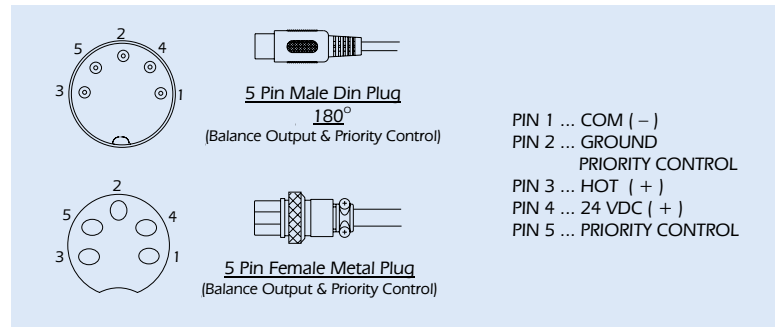 2
5 4
3 1
5 Pin Male Din Plug
180°
(Balance Output & Priority Control)
2
5 4
3 1
5 Pin Female Metal Plug
(Balance Output & Priority Control)
PIN 1 ... COM ( – )
PIN 2 ... GROUND
PRIORITY CONTROL
PIN 3 ... HOT ( + )
PIN 4 ... 24 VDC ( + )
PIN 5 ... PRIORITY CONTROL